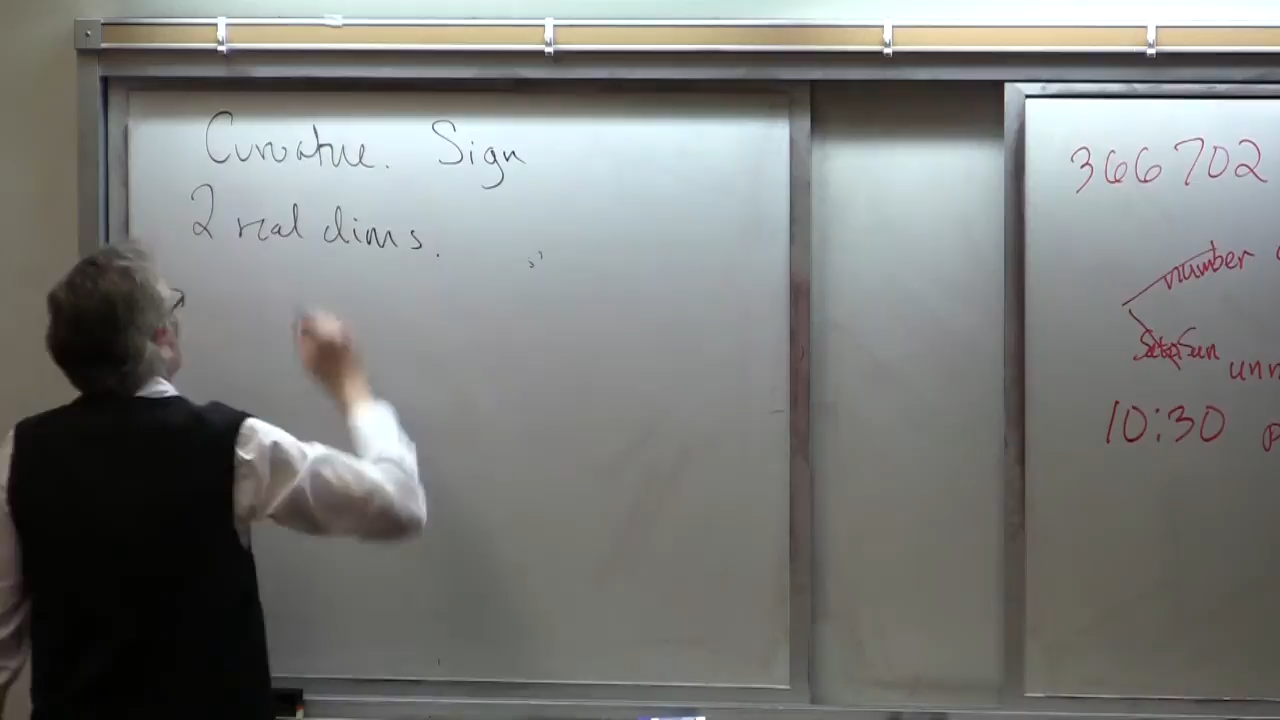 Curvature. Sign
2 real dims.
366702
number
10:30